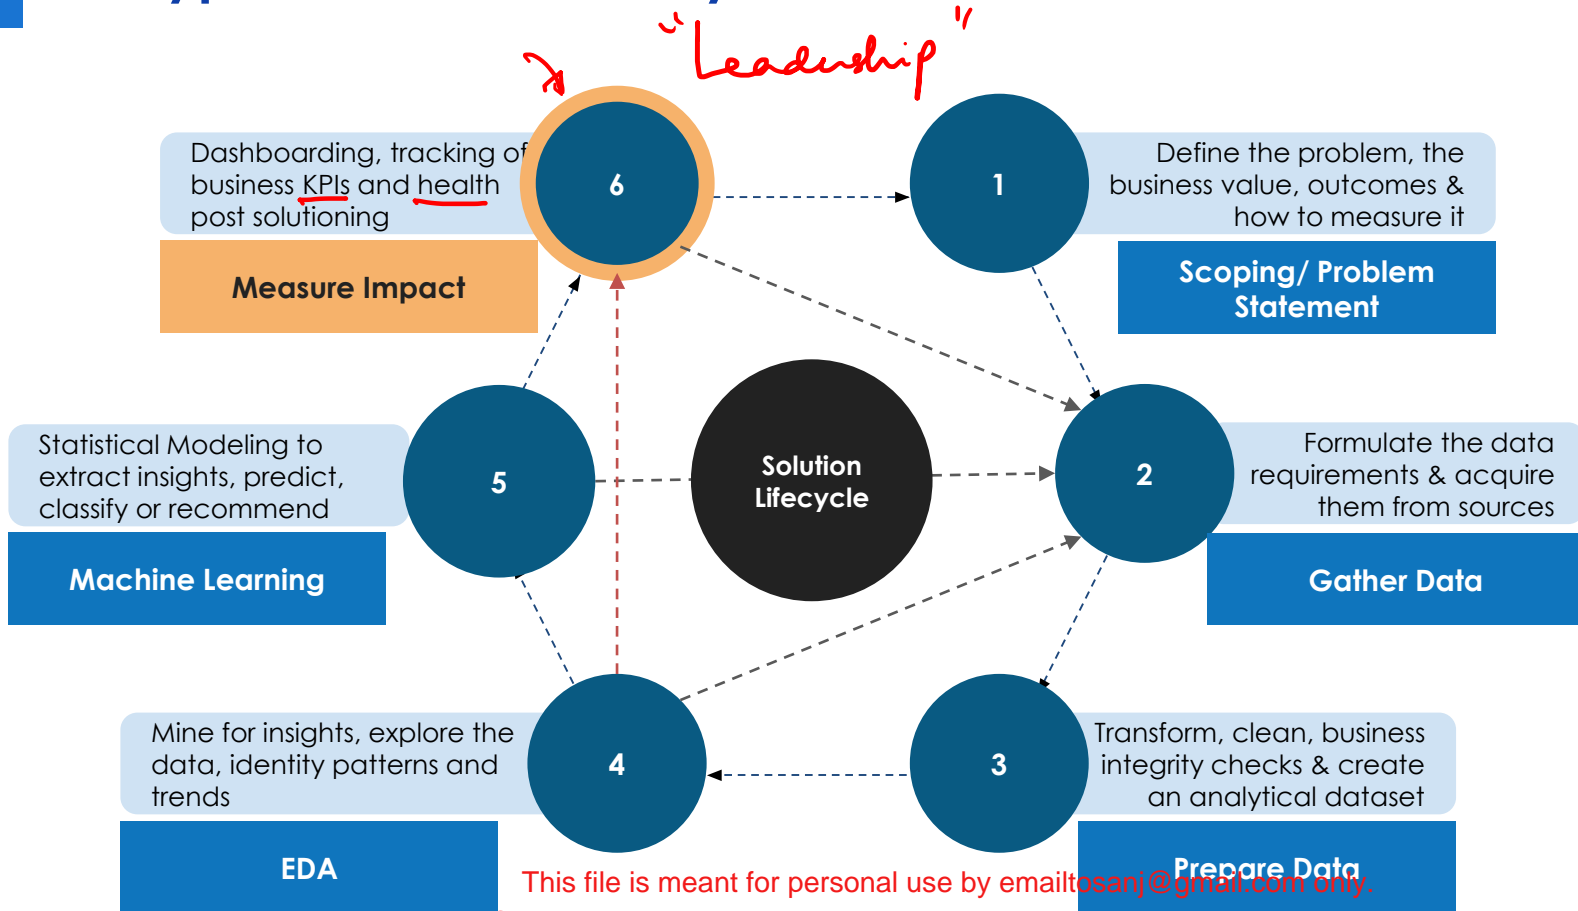 "Leadership"
Dashboarding, tracking of
business KPIs and health
post solutioning
Measure Impact
6
1
Define the problem, the
business value, outcomes &
how to measure it
Scoping/ Problem
Statement
Statistical Modeling to
extract insights, predict,
classify or recommend
Machine Learning
5
Solution
Lifecycle
2
Formulate the data
requirements & acquire
them from sources
Gather Data
Mine for insights, explore the
data, identity patterns and
trends
EDA
4
3
Transform, clean, business
integrity checks & create
an analytical dataset
Prepare Data
This file is meant for personal use by emailtosanj@gmail.com only.